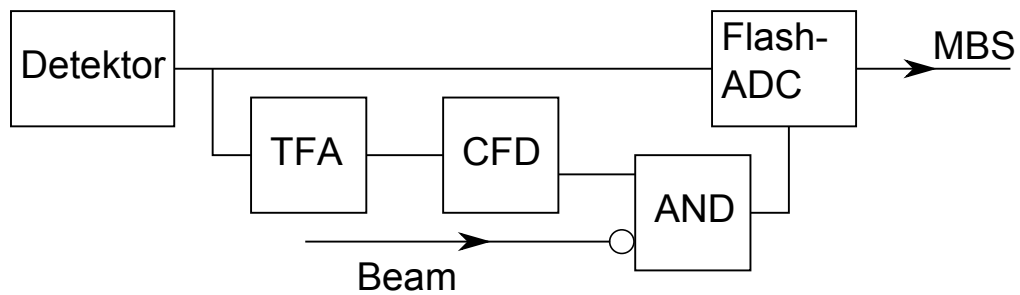 Detektor
Flash-
ADC
MBS
TFA
CFD
AND
Beam